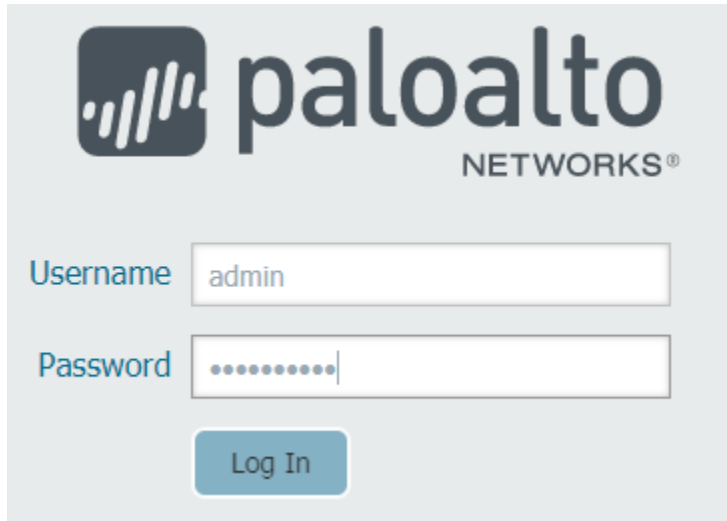 paloalto
NETWORKS®
Username admin
Password ••••••••••
Log In